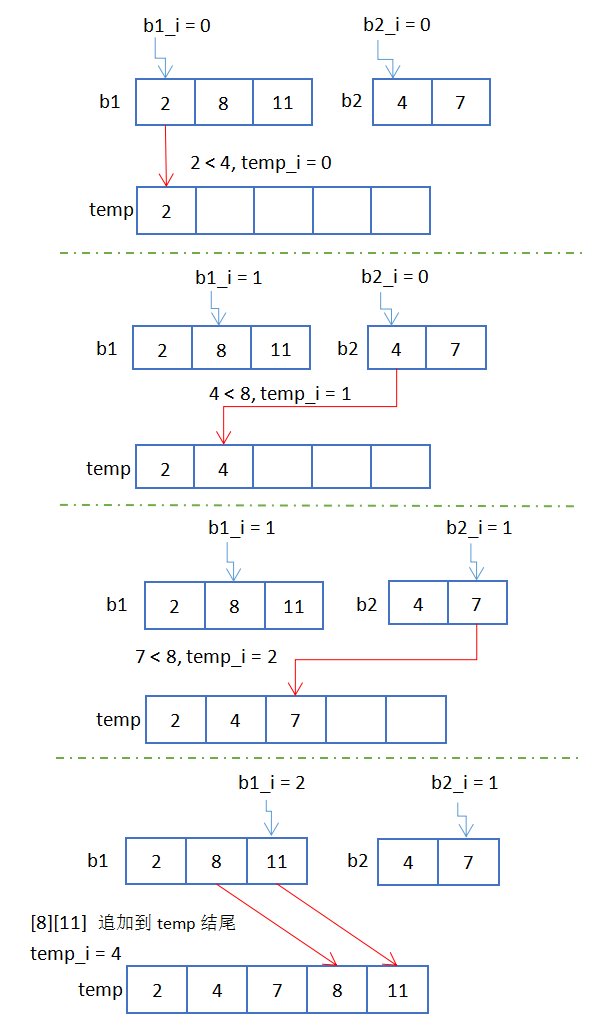 b1_i = 0 b2_i = 0
b1 2 8 11 b2 4 7
2 < 4, temp_i = 0
temp 2
b1_i = 1 b2_i = 0
b1 2 8 11 b2 4 7
4 < 8, temp_i = 1
temp 2 4
b1_i = 1 b2_i = 1
b1 2 8 11 b2 4 7
7 < 8, temp_i = 2
temp 2 4 7
b1_i = 2 b2_i = 1
b1 2 8 11 b2 4 7
[8][11] 追加到 temp 结尾
temp_i = 4
temp 2 4 7 8 11